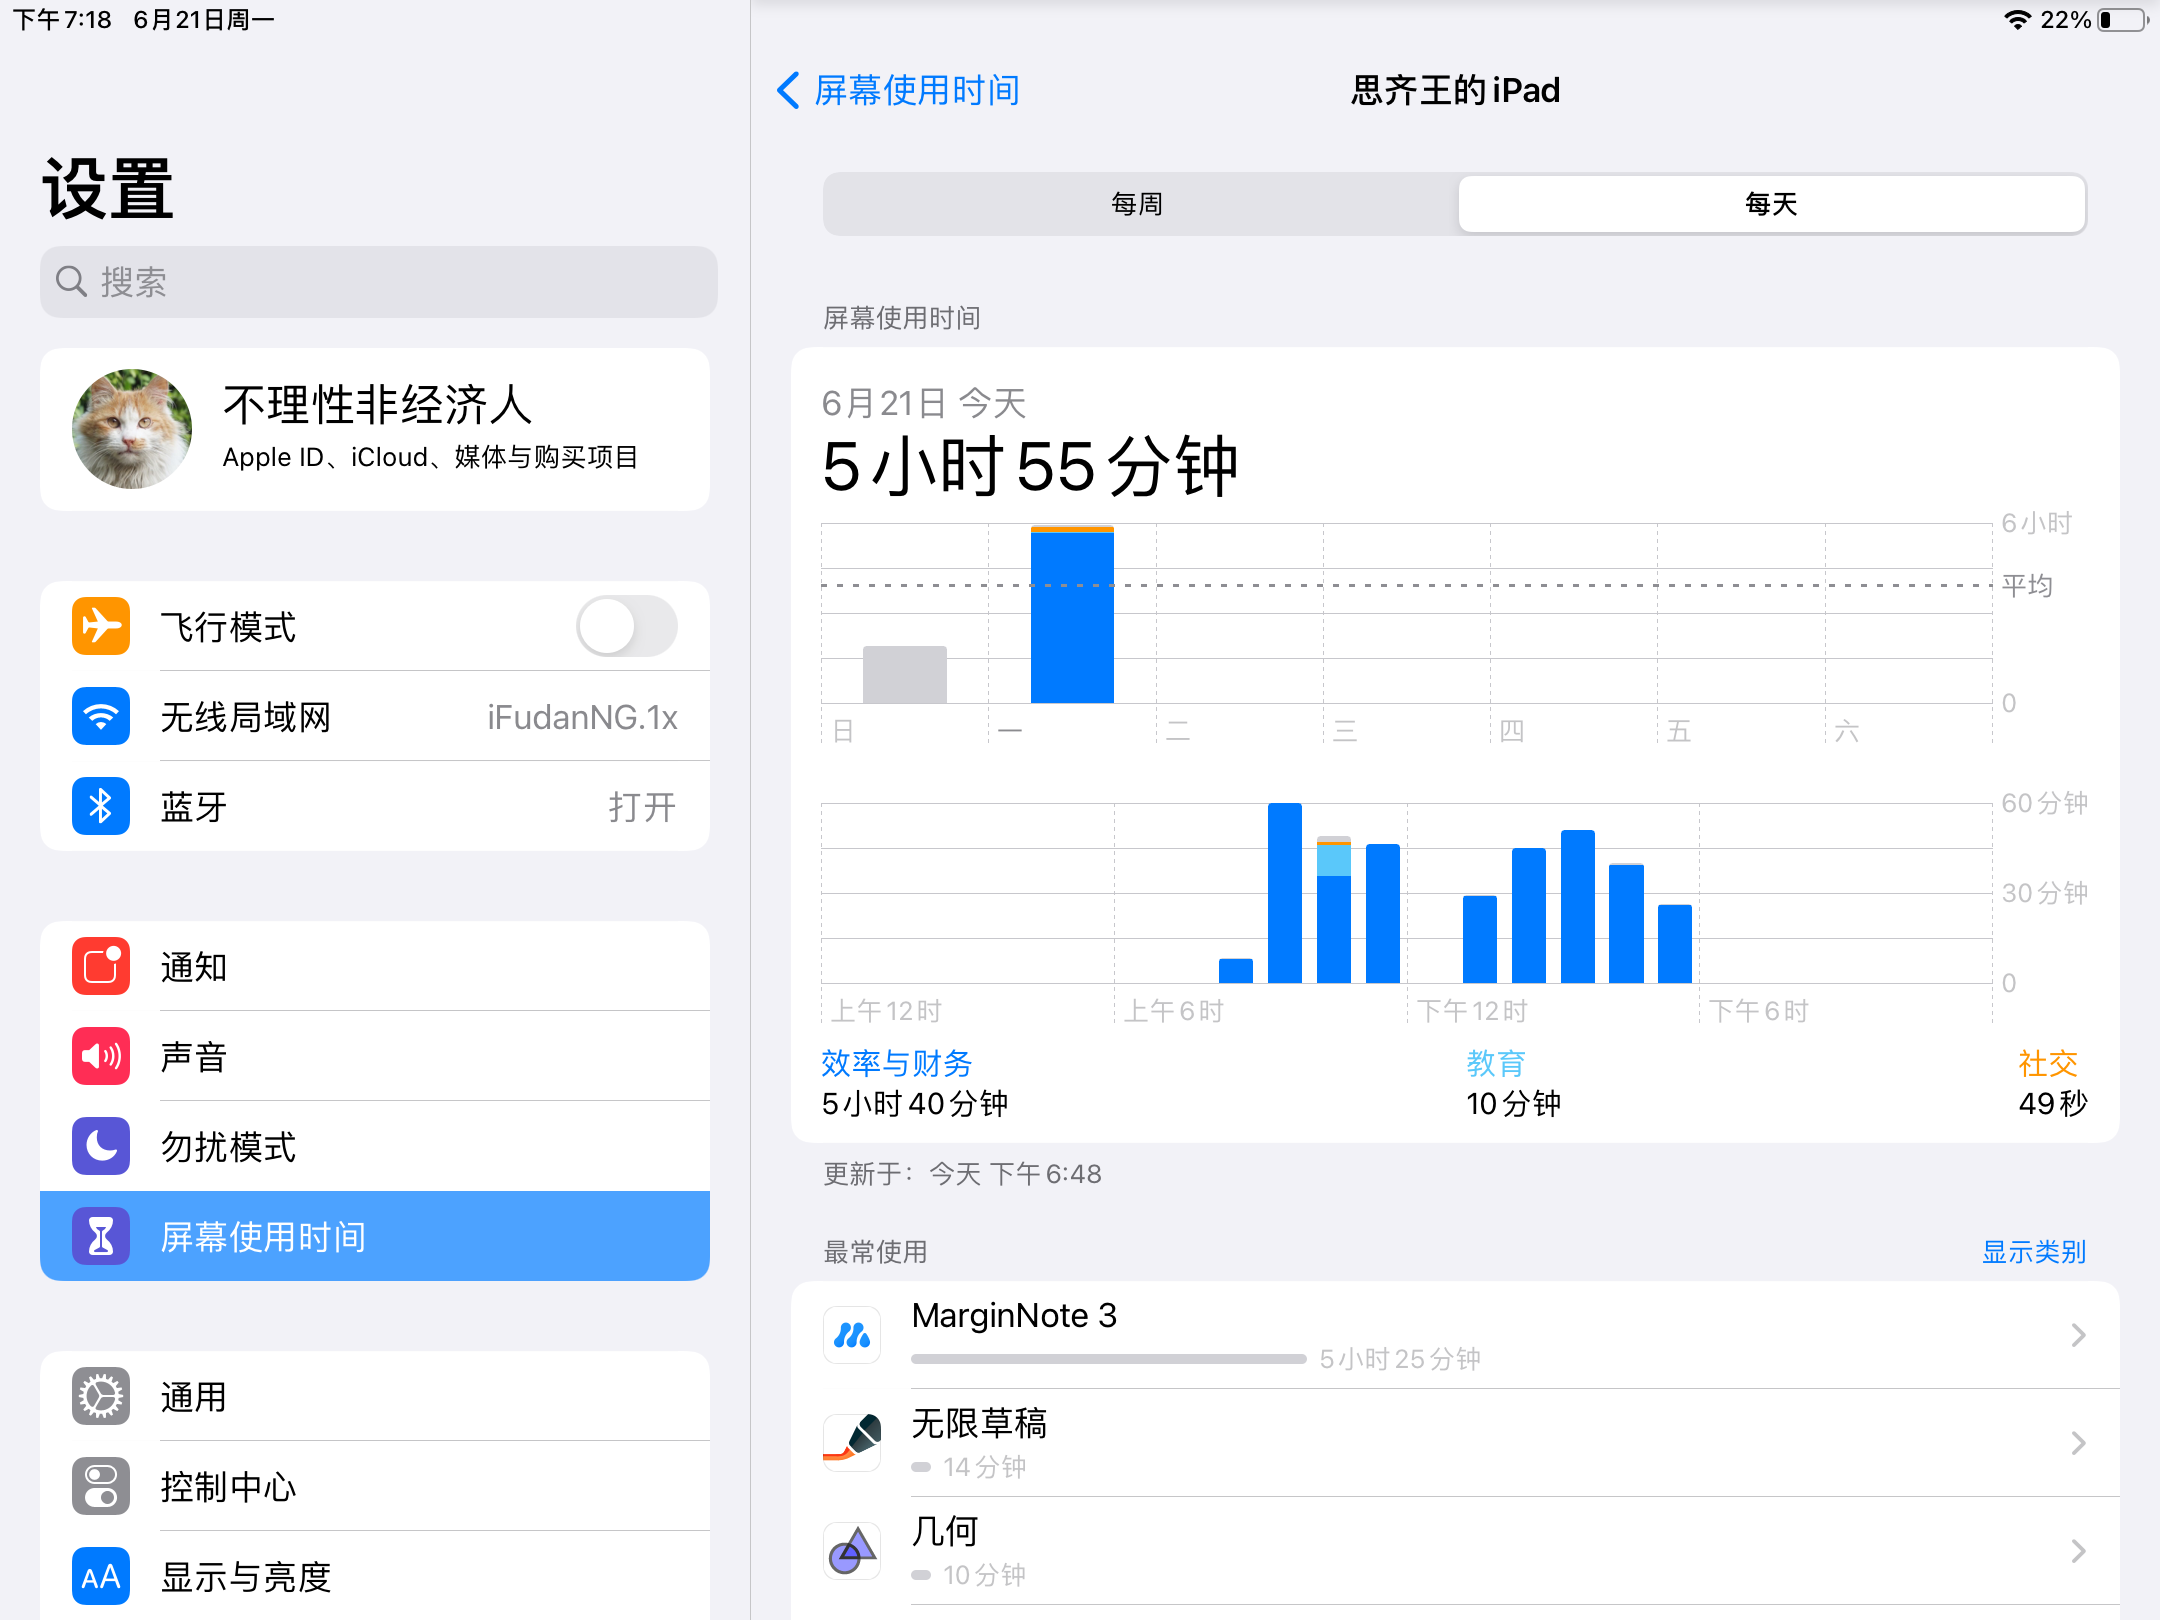 下午7:18 6月21日周一
22%
设置
搜索
不理性非经济人
Apple ID、iCloud、媒体与购买项目
飞行模式
无线局域网 iFudanNG.1x
蓝牙 打开
通知
声音
勿扰模式
屏幕使用时间
通用
控制中心
AA 显示与亮度
屏幕使用时间
思齐王的iPad
每周 每天
屏幕使用时间
6月21日 今天
5小时55分钟
6小时
平均
0
日 一 二 三 四 五 六
60分钟
30分钟
0
上午12时 上午6时 下午12时 下午6时
效率与财务 教育 社交
5小时40分钟 10分钟 49秒
更新于：今天 下午6:48
最常使用 显示类别
MarginNote 3
5小时25分钟
无限草稿
14分钟
几何
10分钟